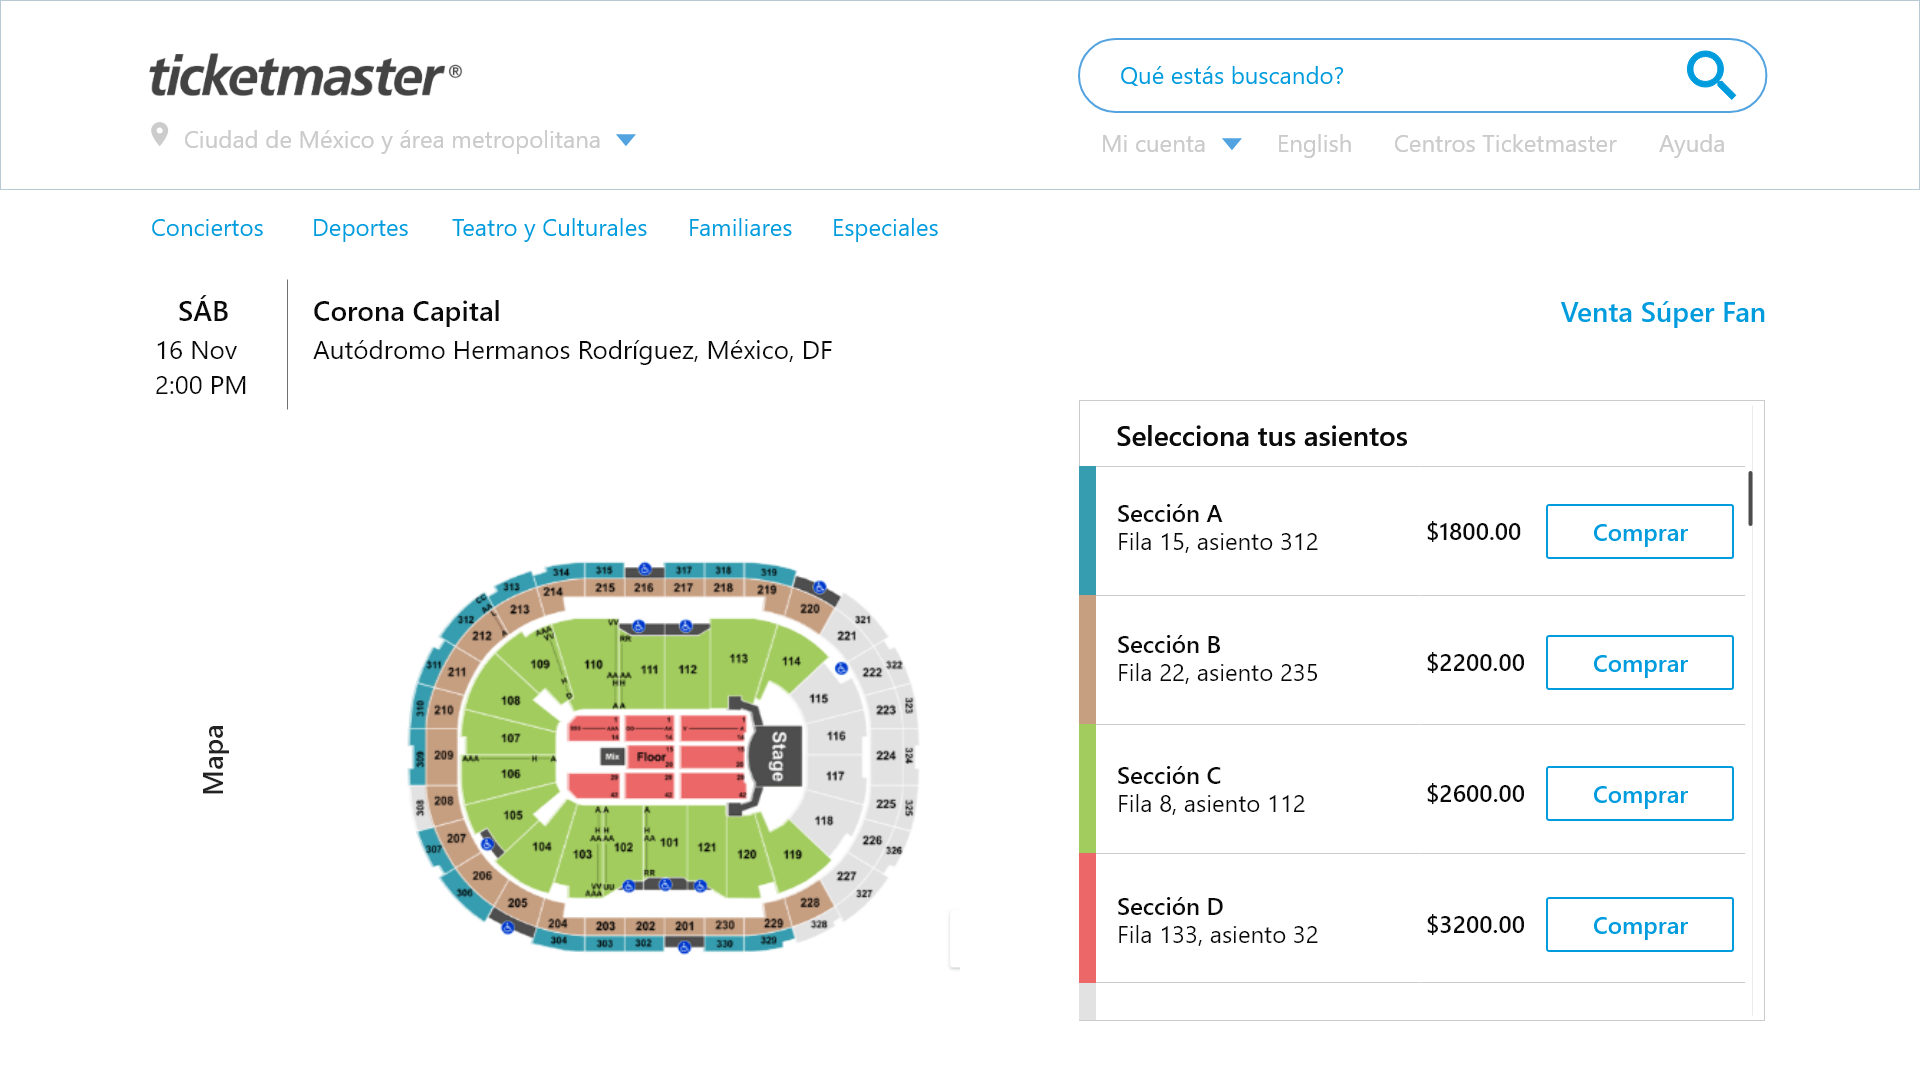 ticketmaster®
Qué estás buscando?
Ciudad de México y área metropolitana
Mi cuenta English Centros Ticketmaster Ayuda
Conciertos Deportes Teatro y Culturales Familiares Especiales
SÁB
16 Nov
2:00 PM
Corona Capital
Autódromo Hermanos Rodríguez, México, DF
Venta Súper Fan
Selecciona tus asientos
Sección A
Fila 15, asiento 312
$1800.00
Comprar
Sección B
Fila 22, asiento 235
$2200.00
Comprar
Sección C
Fila 8, asiento 112
$2600.00
Comprar
Sección D
Fila 133, asiento 32
$3200.00
Comprar
Mapa
314 315 317 318 319
313 214 215 216 217 218 219
312 213 220 321
212 221
311 211 222 322
310 210 223 323
309 209 224 324
308 208 225 325
307 207 226 326
306 206 227 327
205 228 328
204 203 202 201 230 229
304 303 302 330 329
109 110 111 112 113 114
108 115
107 116
106 117
105 118
104 103 102 101 121 120 119
Mix Floor Stage